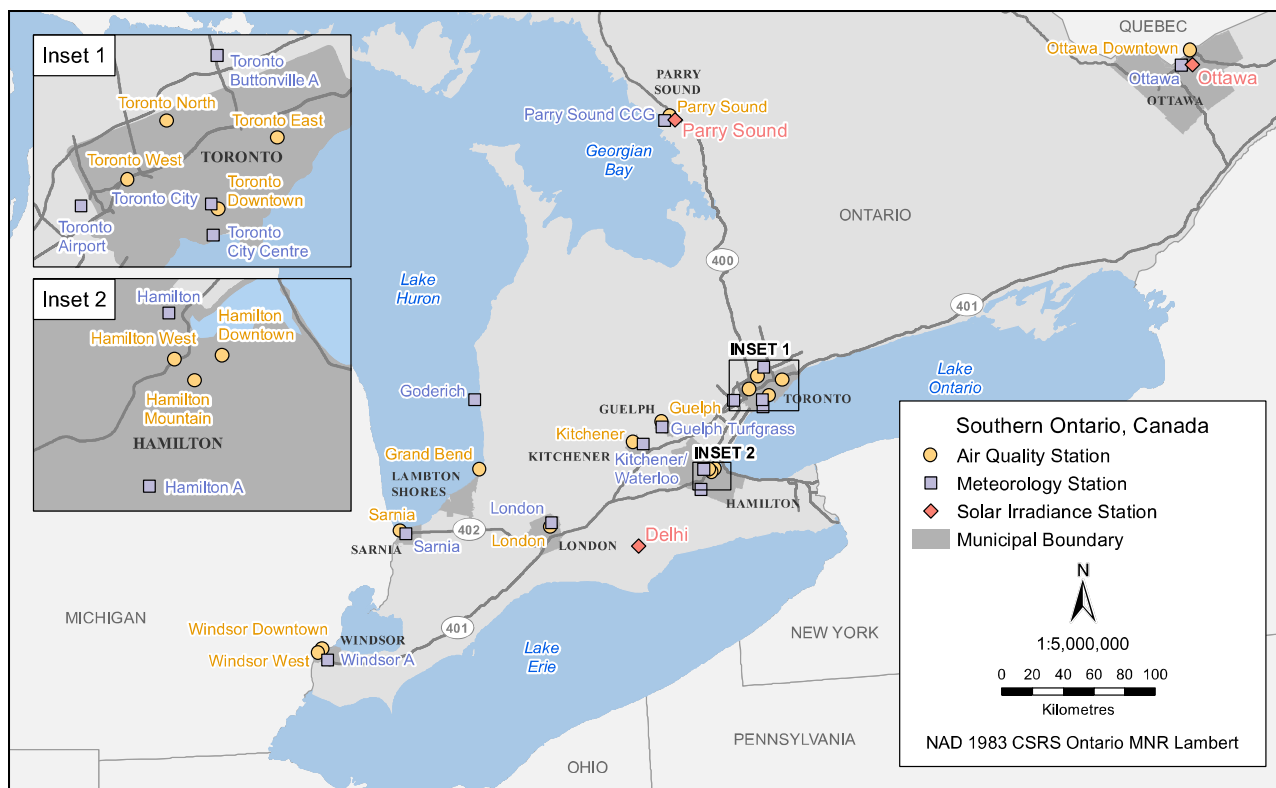 Inset 1
Toronto
Buttonville A
Toronto North
Toronto East
TORONTO
Toronto West
Toronto City
Toronto
Downtown
Toronto
Airport
Toronto
City Centre
Inset 2
Hamilton
Hamilton
Downtown
Hamilton West
Hamilton
Mountain
HAMILTON
Hamilton A
QUEBEC
Ottawa Downtown
Ottawa
Ottawa
OTTAWA
PARRY
SOUND
Parry Sound
Parry Sound CCG
Parry Sound
Georgian
Bay
ONTARIO
400
401
Lake
Huron
INSET 1
Lake
Ontario
Goderich
GUELPH
Guelph
TORONTO
Guelph Turfgrass
Kitchener
KITCHENER
Kitchener/
Waterloo
INSET 2
HAMILTON
Grand Bend
LAMBTON
SHORES
Sarnia
SARNIA
Sarnia
402
London
London
LONDON
Delhi
MICHIGAN
401
Windsor Downtown
WINDSOR
Windsor West
Windsor A
Lake
Erie
NEW YORK
PENNSYLVANIA
OHIO
Southern Ontario, Canada
Air Quality Station
Meteorology Station
Solar Irradiance Station
Municipal Boundary
N
1:5,000,000
0 20 40 60 80 100
Kilometres
NAD 1983 CSRS Ontario MNR Lambert